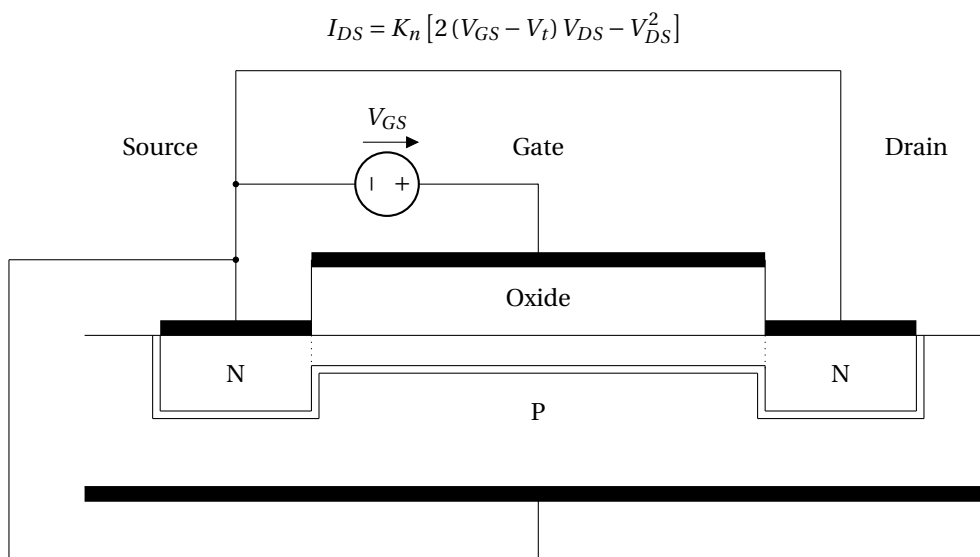 I_{DS} = K_n [2 (V_{GS} − V_t) V_{DS} − V_{DS}^2]
V_{GS}
Source Gate Drain
Oxide
N N
P